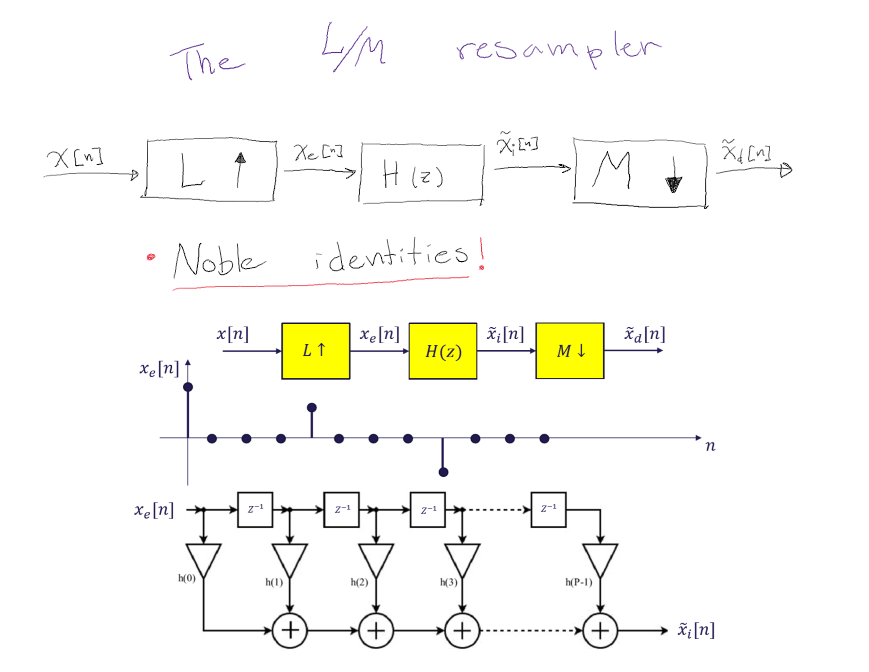 The L/M resampler
x[n] L ↑ xₑ[n] H(z) x̃ᵢ[n] M ↓ x̃d[n]
• Noble identities!
x[n] L ↑ xₑ[n] H(z) x̃ᵢ[n] M ↓ x̃d[n]
xₑ[n]
n
xₑ[n] z⁻¹ z⁻¹ z⁻¹ z⁻¹
h(0) h(1) h(2) h(3) h(P-1)
+ + + + x̃ᵢ[n]